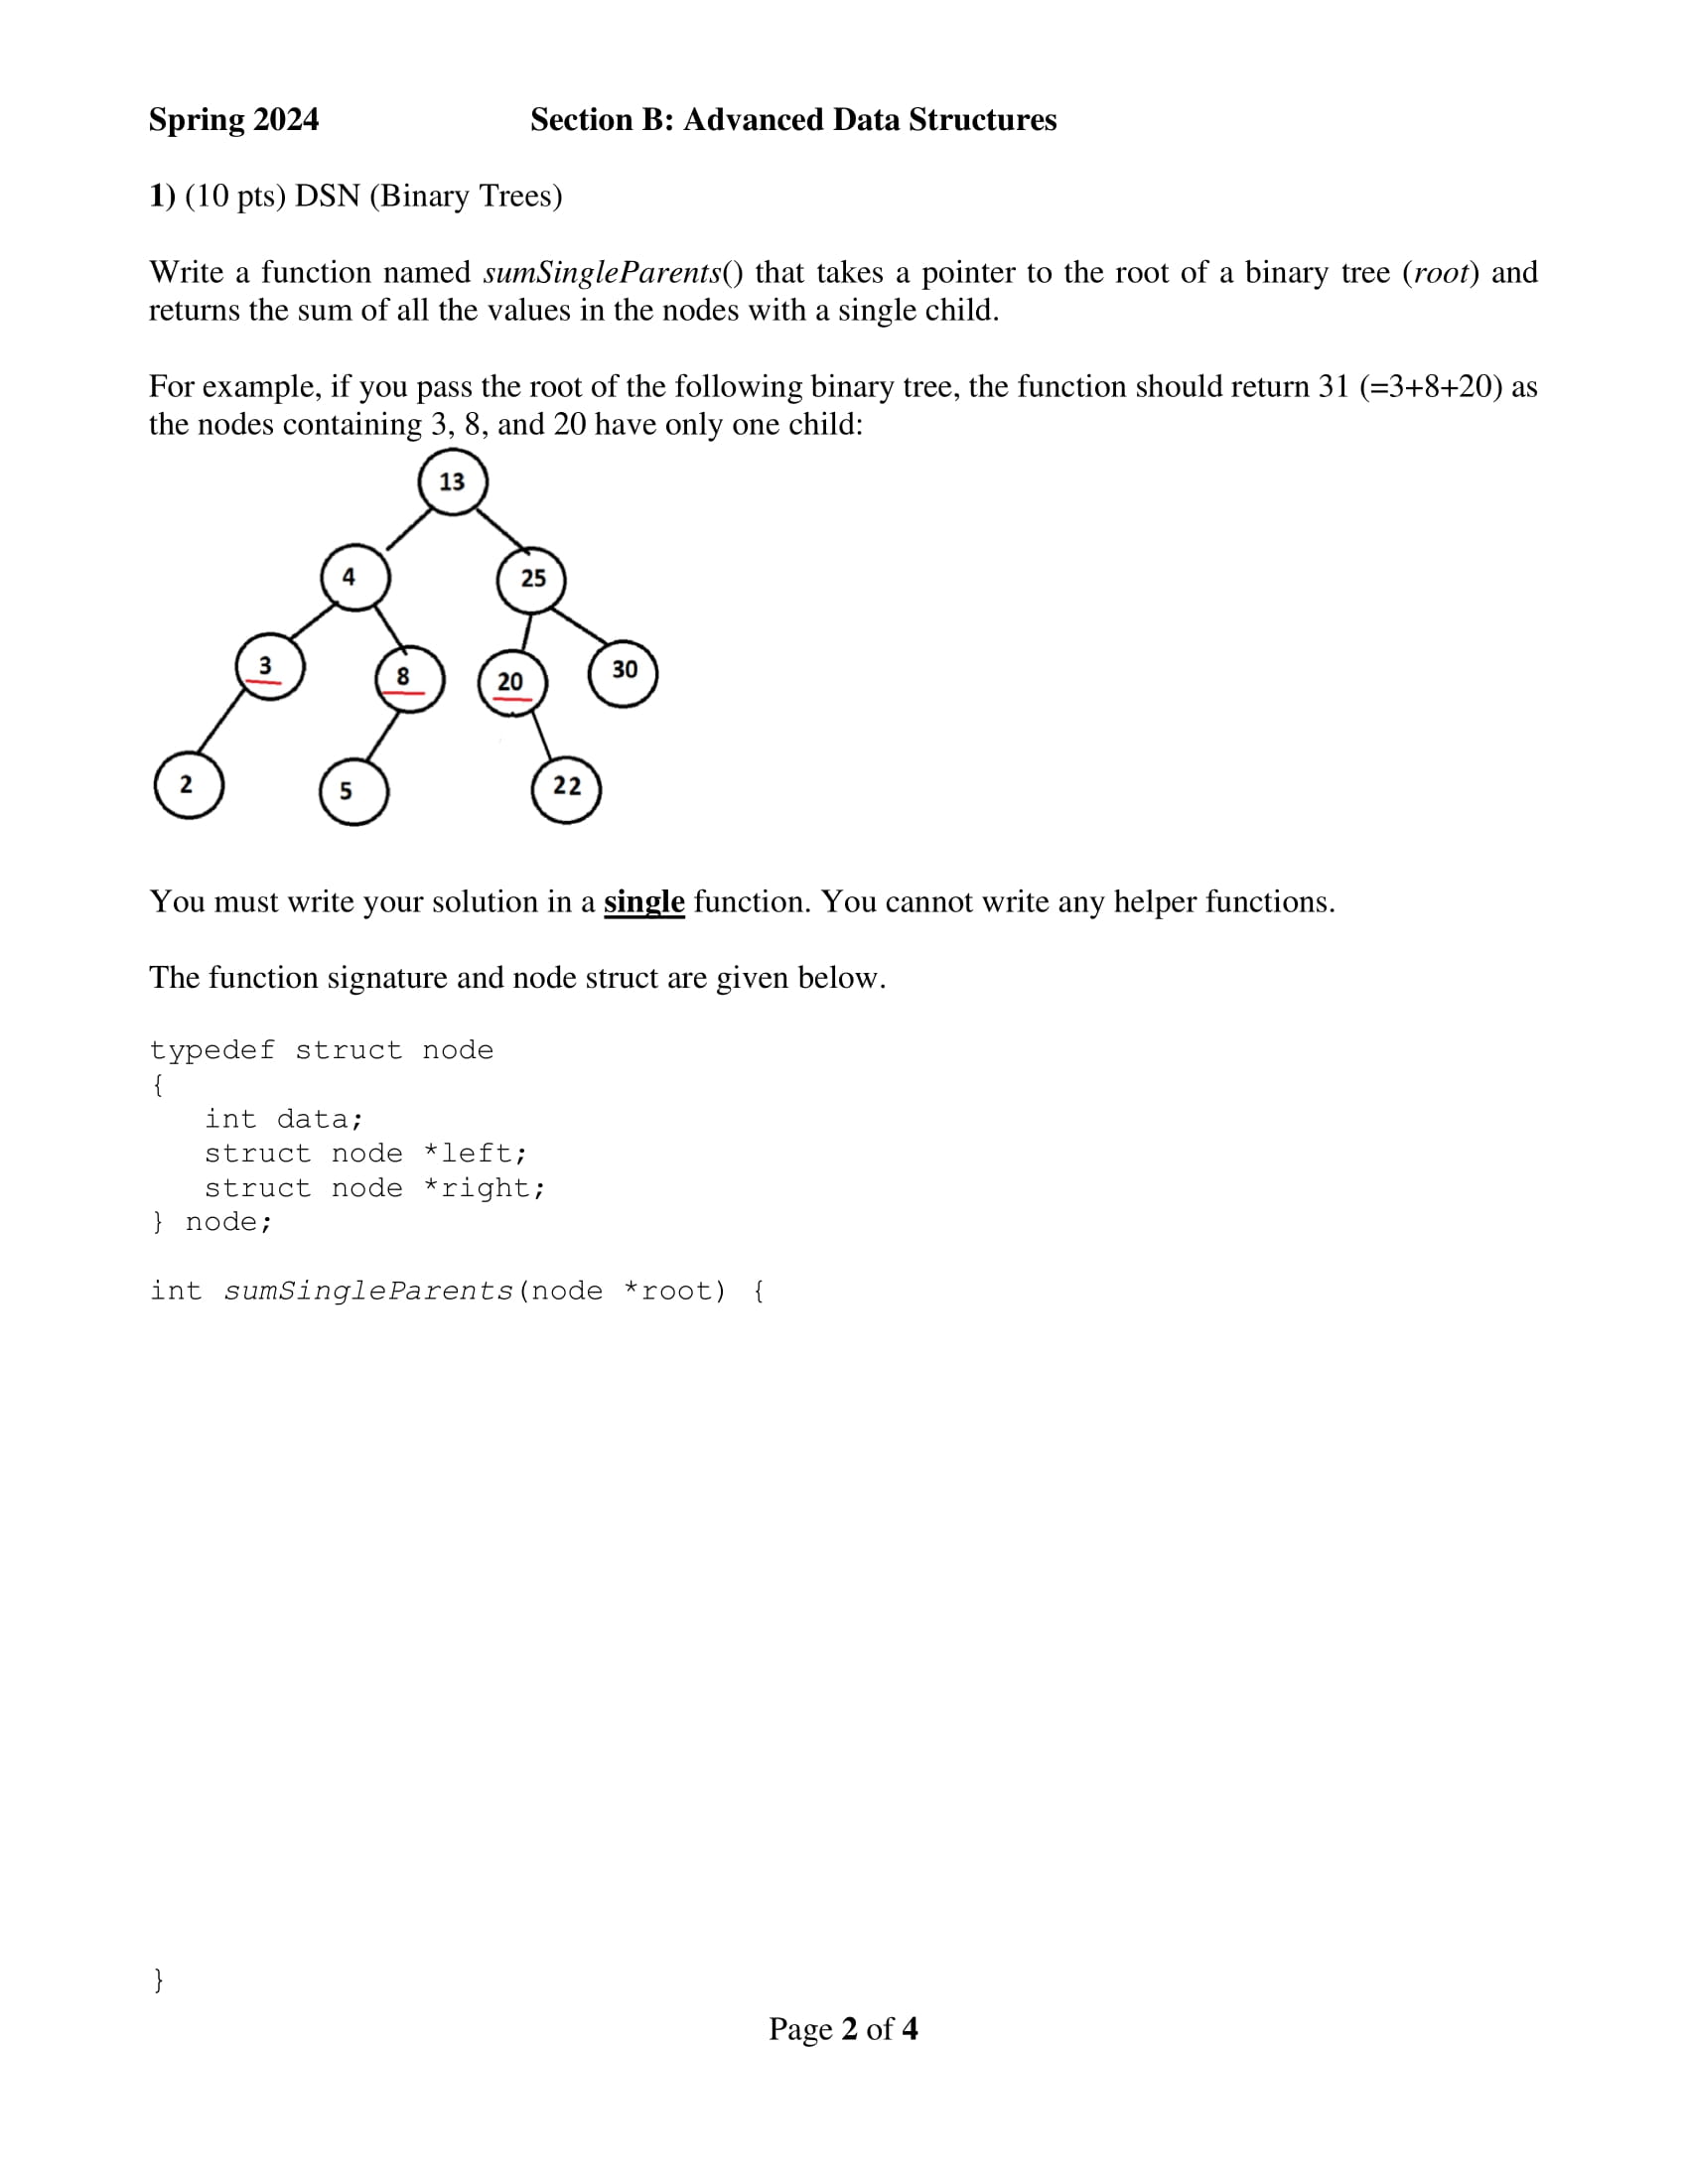 Spring 2024 Section B: Advanced Data Structures
1) (10 pts) DSN (Binary Trees)
Write a function named sumSingleParents() that takes a pointer to the root of a binary tree (root) and
returns the sum of all the values in the nodes with a single child.
For example, if you pass the root of the following binary tree, the function should return 31 (=3+8+20) as
the nodes containing 3, 8, and 20 have only one child:
13
4 25
3 8 20 30
2 5 22
You must write your solution in a single function. You cannot write any helper functions.
The function signature and node struct are given below.
typedef struct node
{
int data;
struct node *left;
struct node *right;
} node;
int sumSingleParents(node *root) {
}
Page 2 of 4